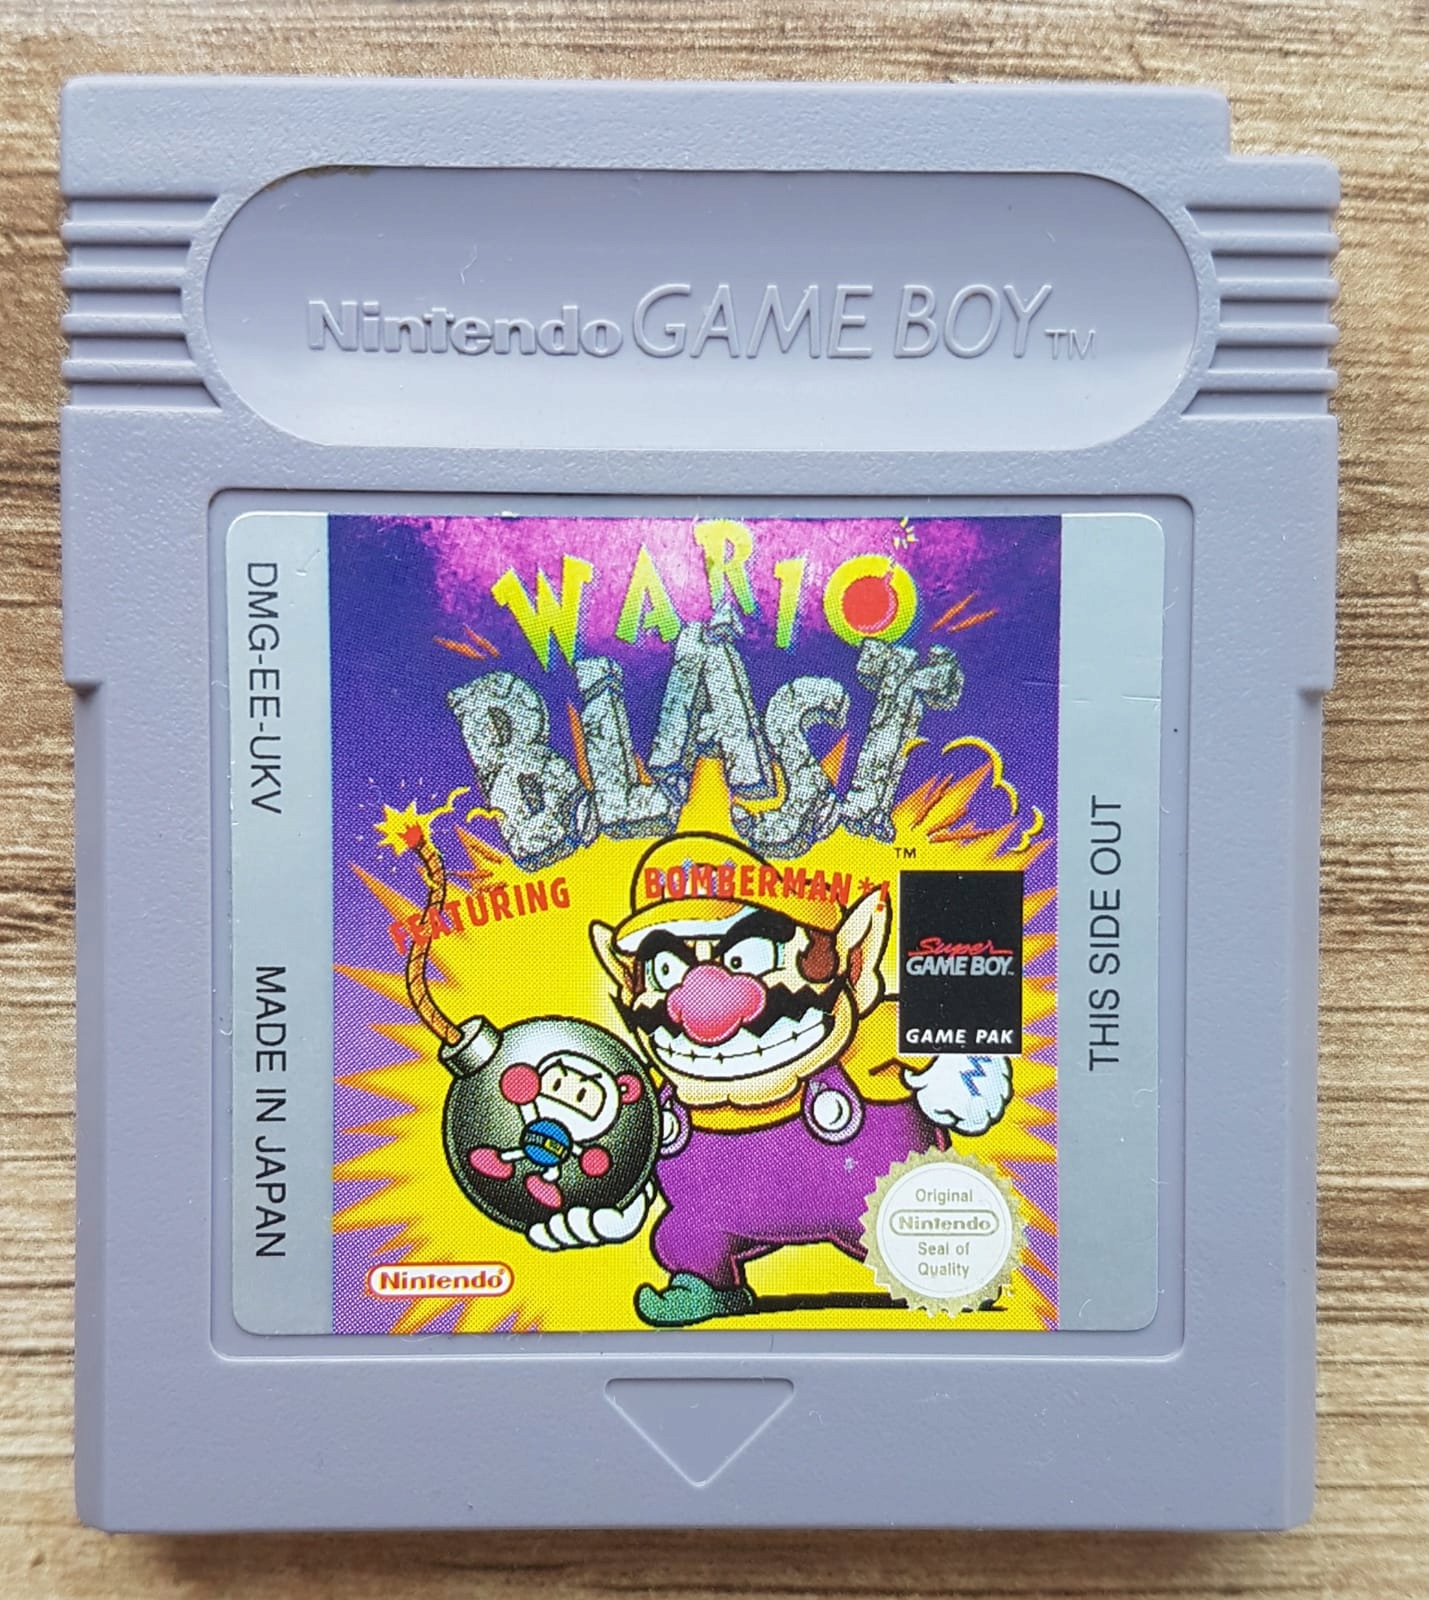 Nintendo GAME BOY TM
DMG-EE-UKV MADE IN JAPAN
WARIO
BLAST
TM
FEATURING BOMBERMAN*!
Super
GAME BOY
GAME PAK
Original
Nintendo
Seal of
Quality
Nintendo®
THIS SIDE OUT